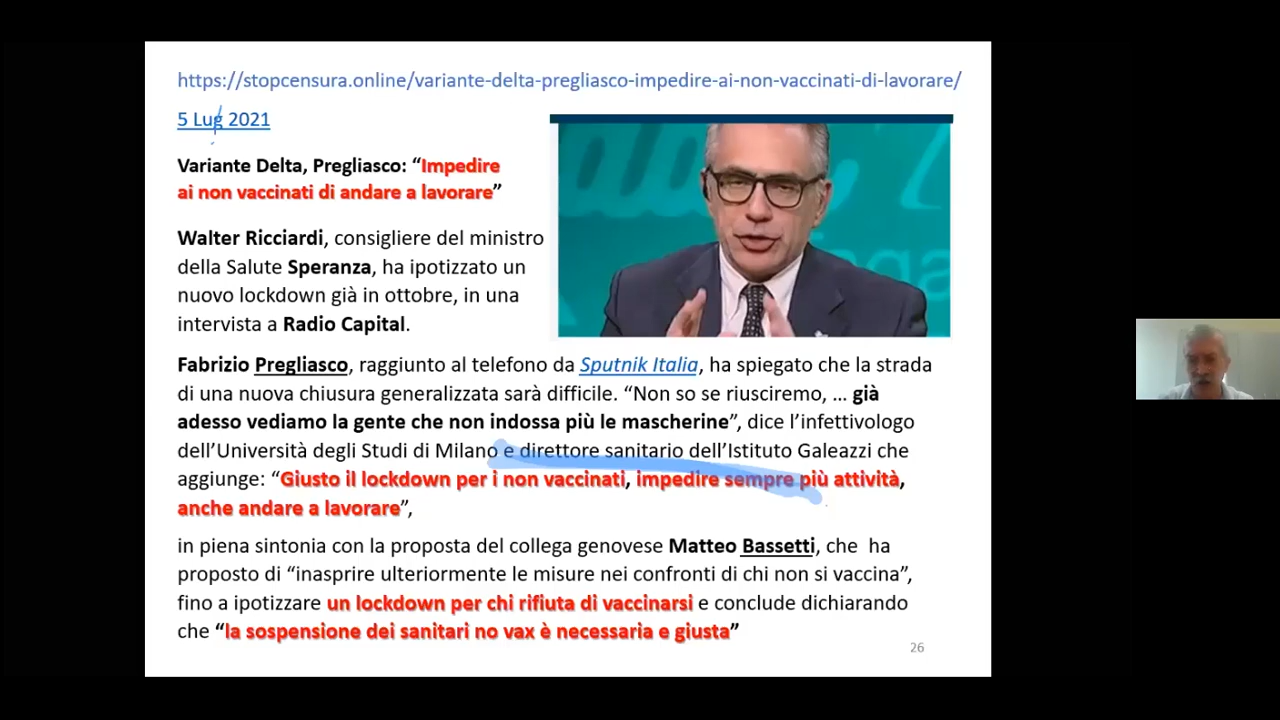 https://stopcensura.online/variante-delta-pregliasco-impedire-ai-non-vaccinati-di-lavorare/
5 Lug 2021
Variante Delta, Pregliasco: “Impedire
ai non vaccinati di andare a lavorare”
Walter Ricciardi, consigliere del ministro
della Salute Speranza, ha ipotizzato un
nuovo lockdown già in ottobre, in una
intervista a Radio Capital.
Fabrizio Pregliasco, raggiunto al telefono da Sputnik Italia, ha spiegato che la strada
di una nuova chiusura generalizzata sarà difficile. “Non so se riusciremo, … già
adesso vediamo la gente che non indossa più le mascherine”, dice l’infettivologo
dell’Università degli Studi di Milano e direttore sanitario dell’Istituto Galeazzi che
aggiunge: “Giusto il lockdown per i non vaccinati, impedire sempre più attività,
anche andare a lavorare”,
in piena sintonia con la proposta del collega genovese Matteo Bassetti, che ha
proposto di “inasprire ulteriormente le misure nei confronti di chi non si vaccina”,
fino a ipotizzare un lockdown per chi rifiuta di vaccinarsi e conclude dichiarando
che “la sospensione dei sanitari no vax è necessaria e giusta”
26